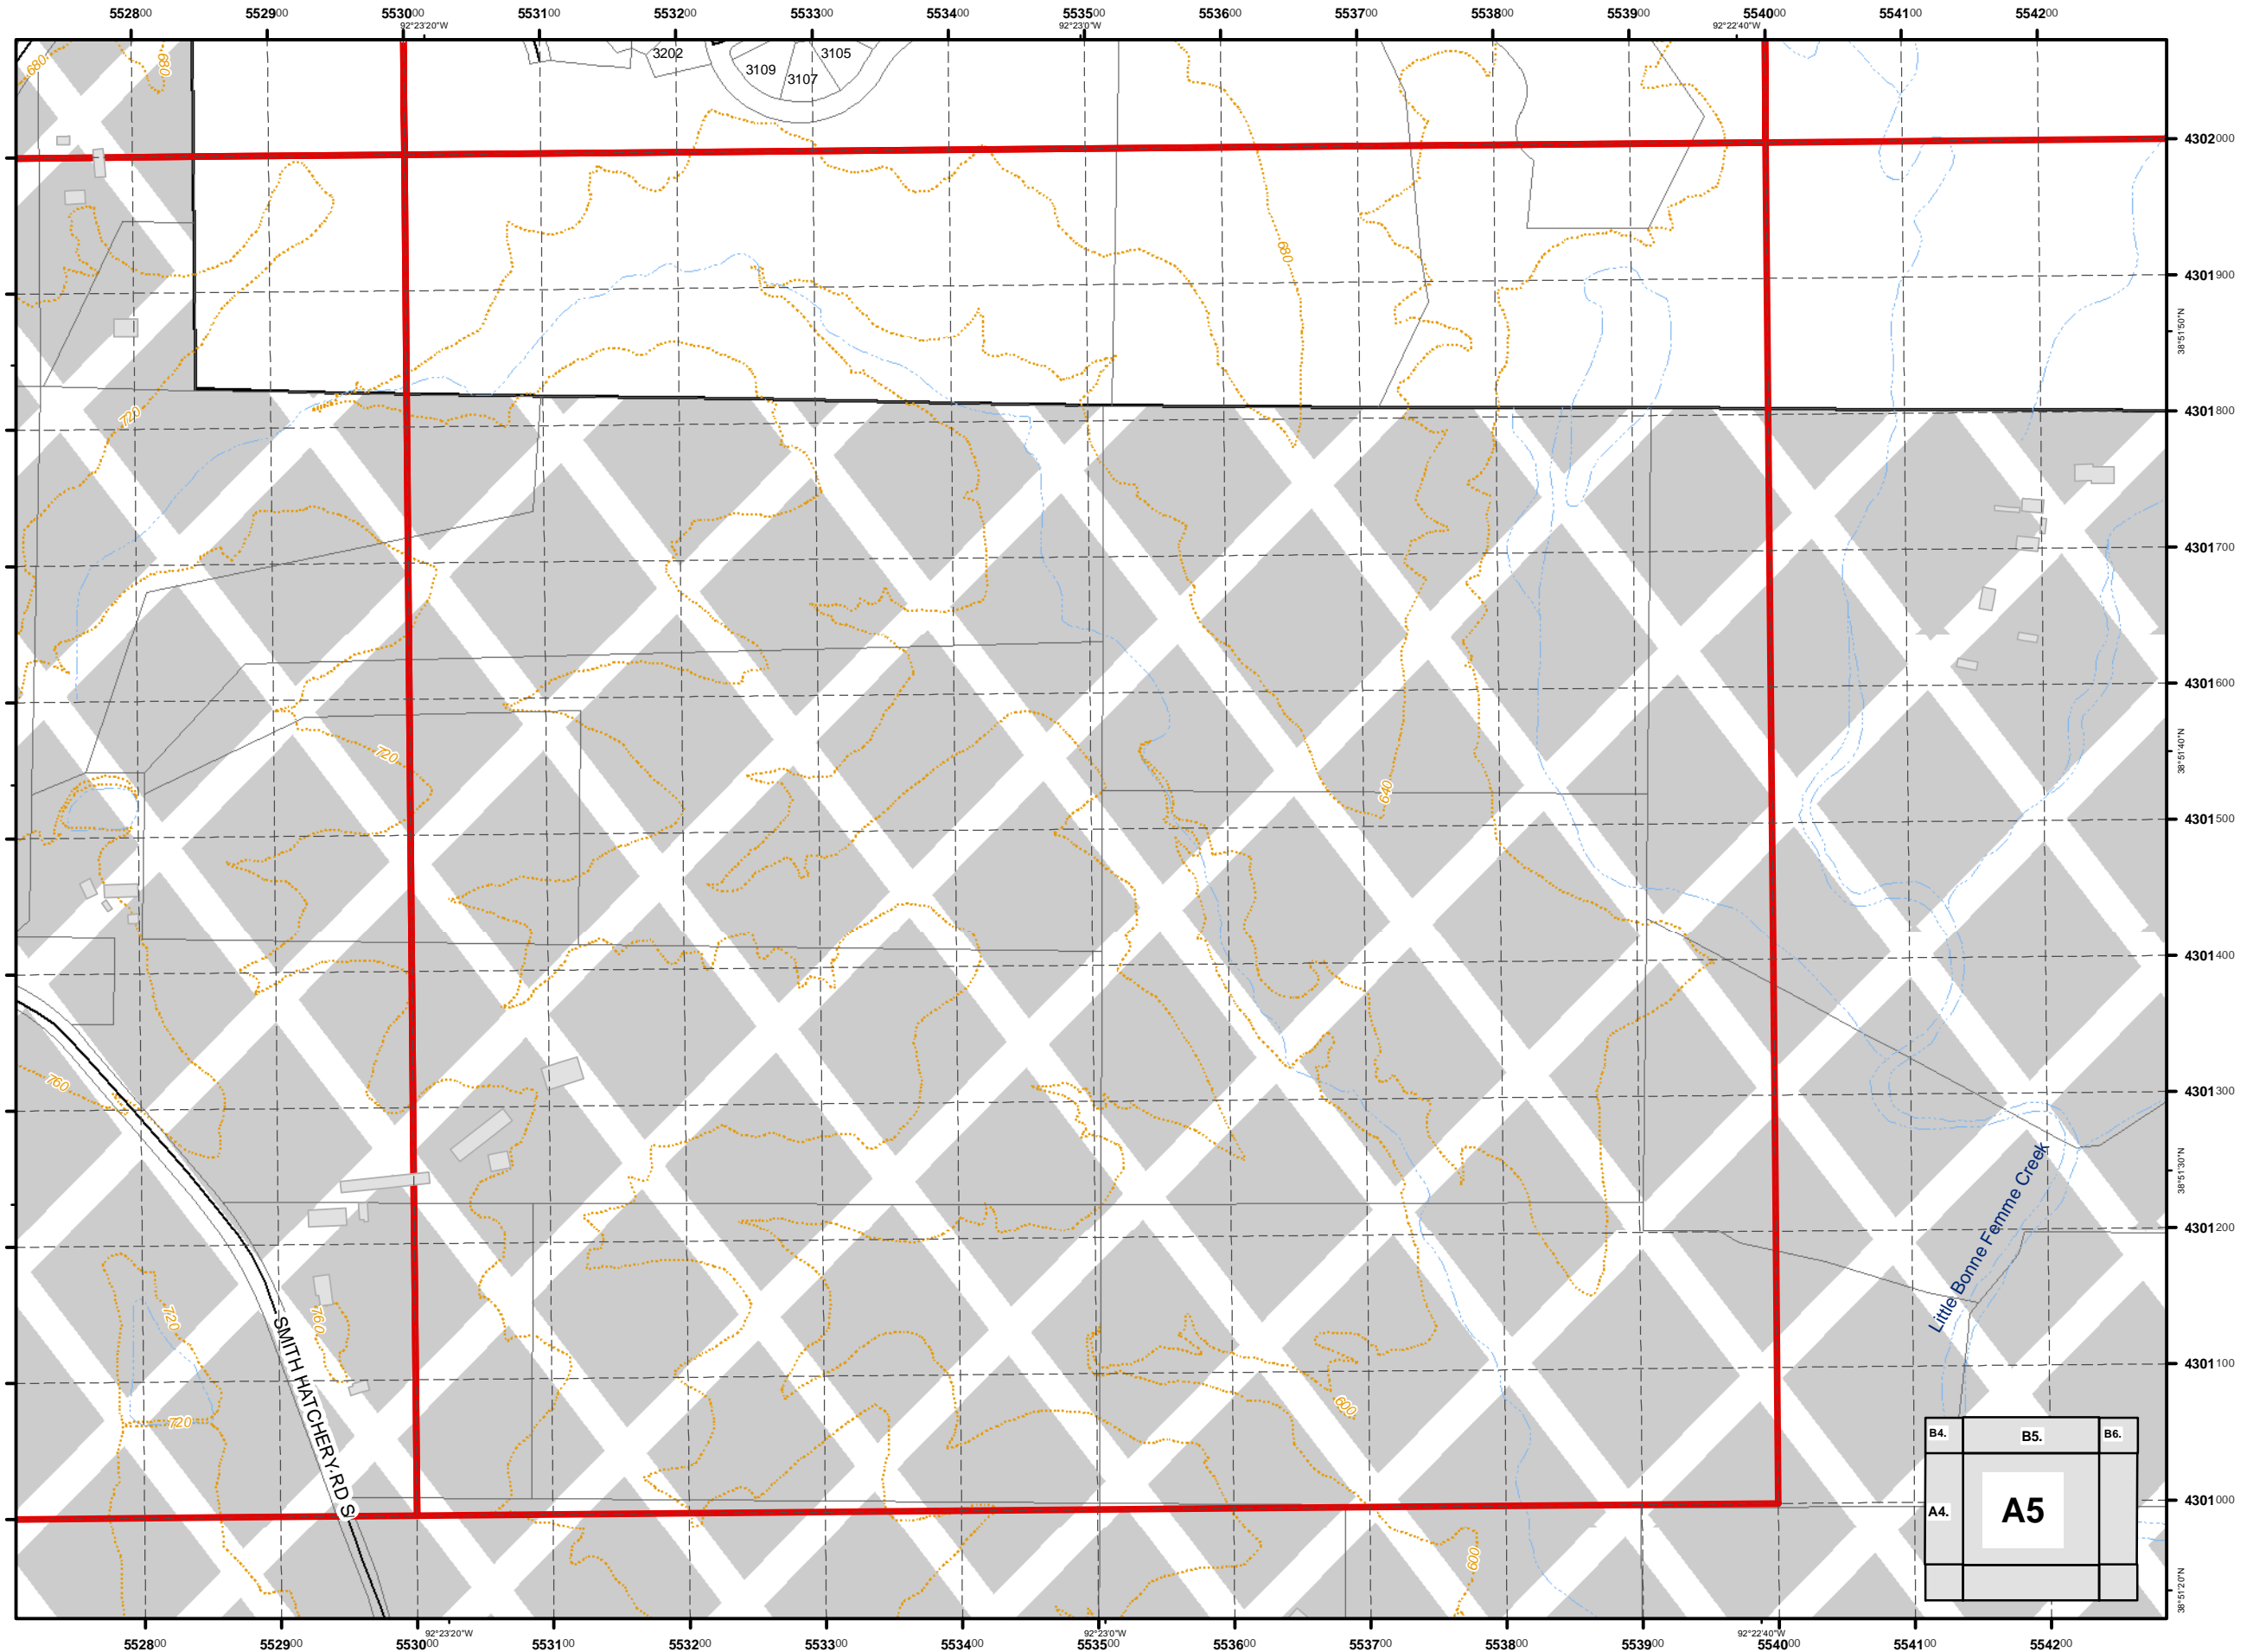 552800 552900 553000 553100 553200 553300 553400 553500 553600 553700 553800 553900 554000 554100 554200
92°23'20"W 92°23'0"W 92°22'40"W
680
680
3202
3109
3107
3105
4302000
680
4301900
38°51'50"N
720
4301800
4301700
4301600
720
38°51'40"N
640
4301500
4301400
760
4301300
Little Bonne Femme Creek
38°51'30"N
4301200
720
760
SMITH HATCHERY RD S
4301100
600
720
B4. B5. B6.
A4. A5
4301000
600
38°51'20"N
92°23'20"W 92°23'0"W 92°22'40"W
552800 552900 553000 553100 553200 553300 553400 553500 553600 553700 553800 553900 554000 554100 554200